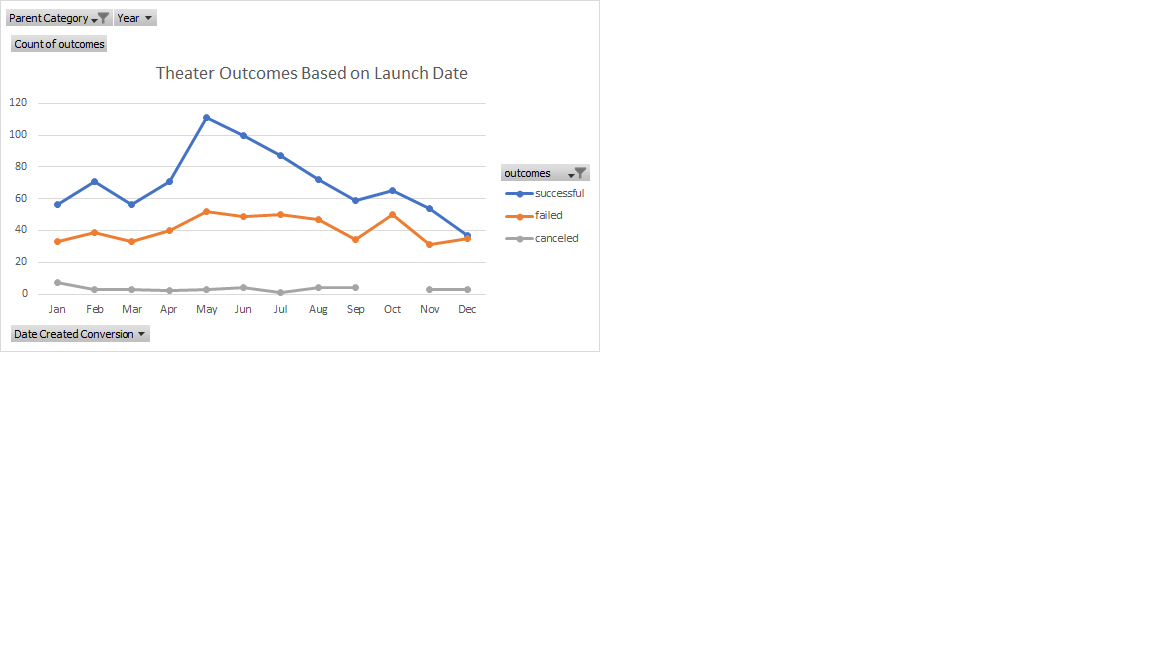 Parent Category Year
Count of outcomes
Theater Outcomes Based on Launch Date
120
100
80
60
40
20
0
Jan Feb Mar Apr May Jun Jul Aug Sep Oct Nov Dec
outcomes
successful
failed
canceled
Date Created Conversion